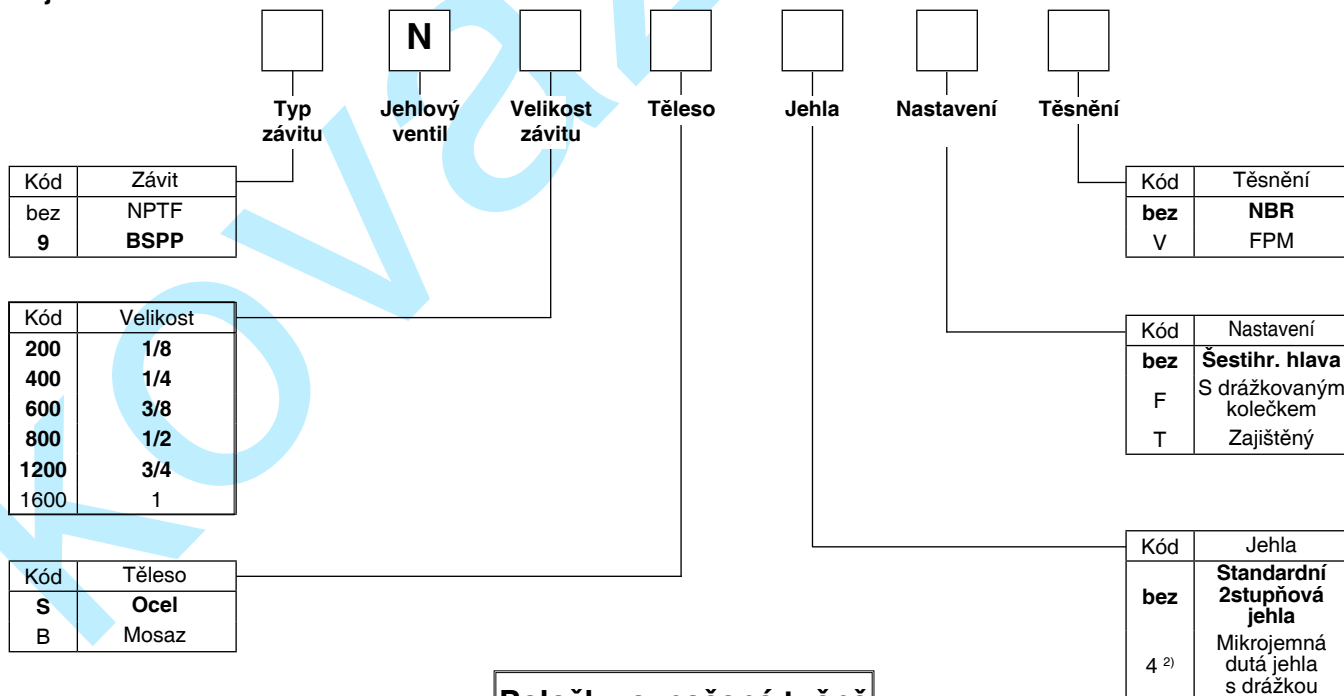 N
Typ závitu
Jehlový ventil
Velikost závitu
Těleso
Jehla
Nastavení
Těsnění
Kód Závit
bez NPTF
9 BSPP
Kód Velikost
200 1/8
400 1/4
600 3/8
800 1/2
1200 3/4
1600 1
Kód Těleso
S Ocel
B Mosaz
Kód Těsnění
bez NBR
V FPM
Kód Nastavení
bez Šestihr. hlava
F S drážkovaným
kolečkem
T Zajištěný
Kód Jehla
bez Standardní
2stupňová
jehla
4 2) Mikrojemná
dutá jehla
s drážkou